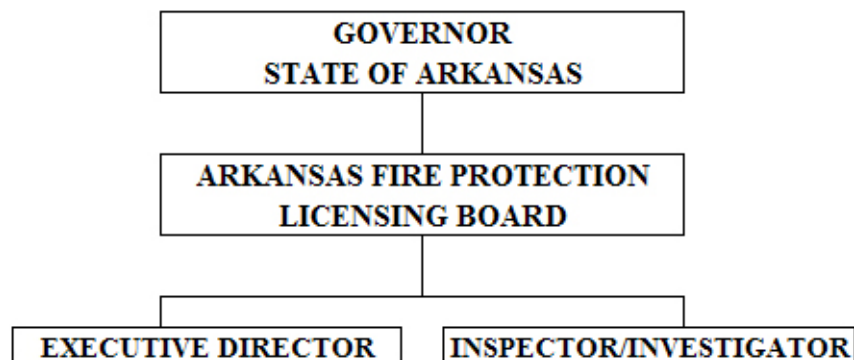 GOVERNOR
STATE OF ARKANSAS
ARKANSAS FIRE PROTECTION
LICENSING BOARD
EXECUTIVE DIRECTOR
INSPECTOR/INVESTIGATOR